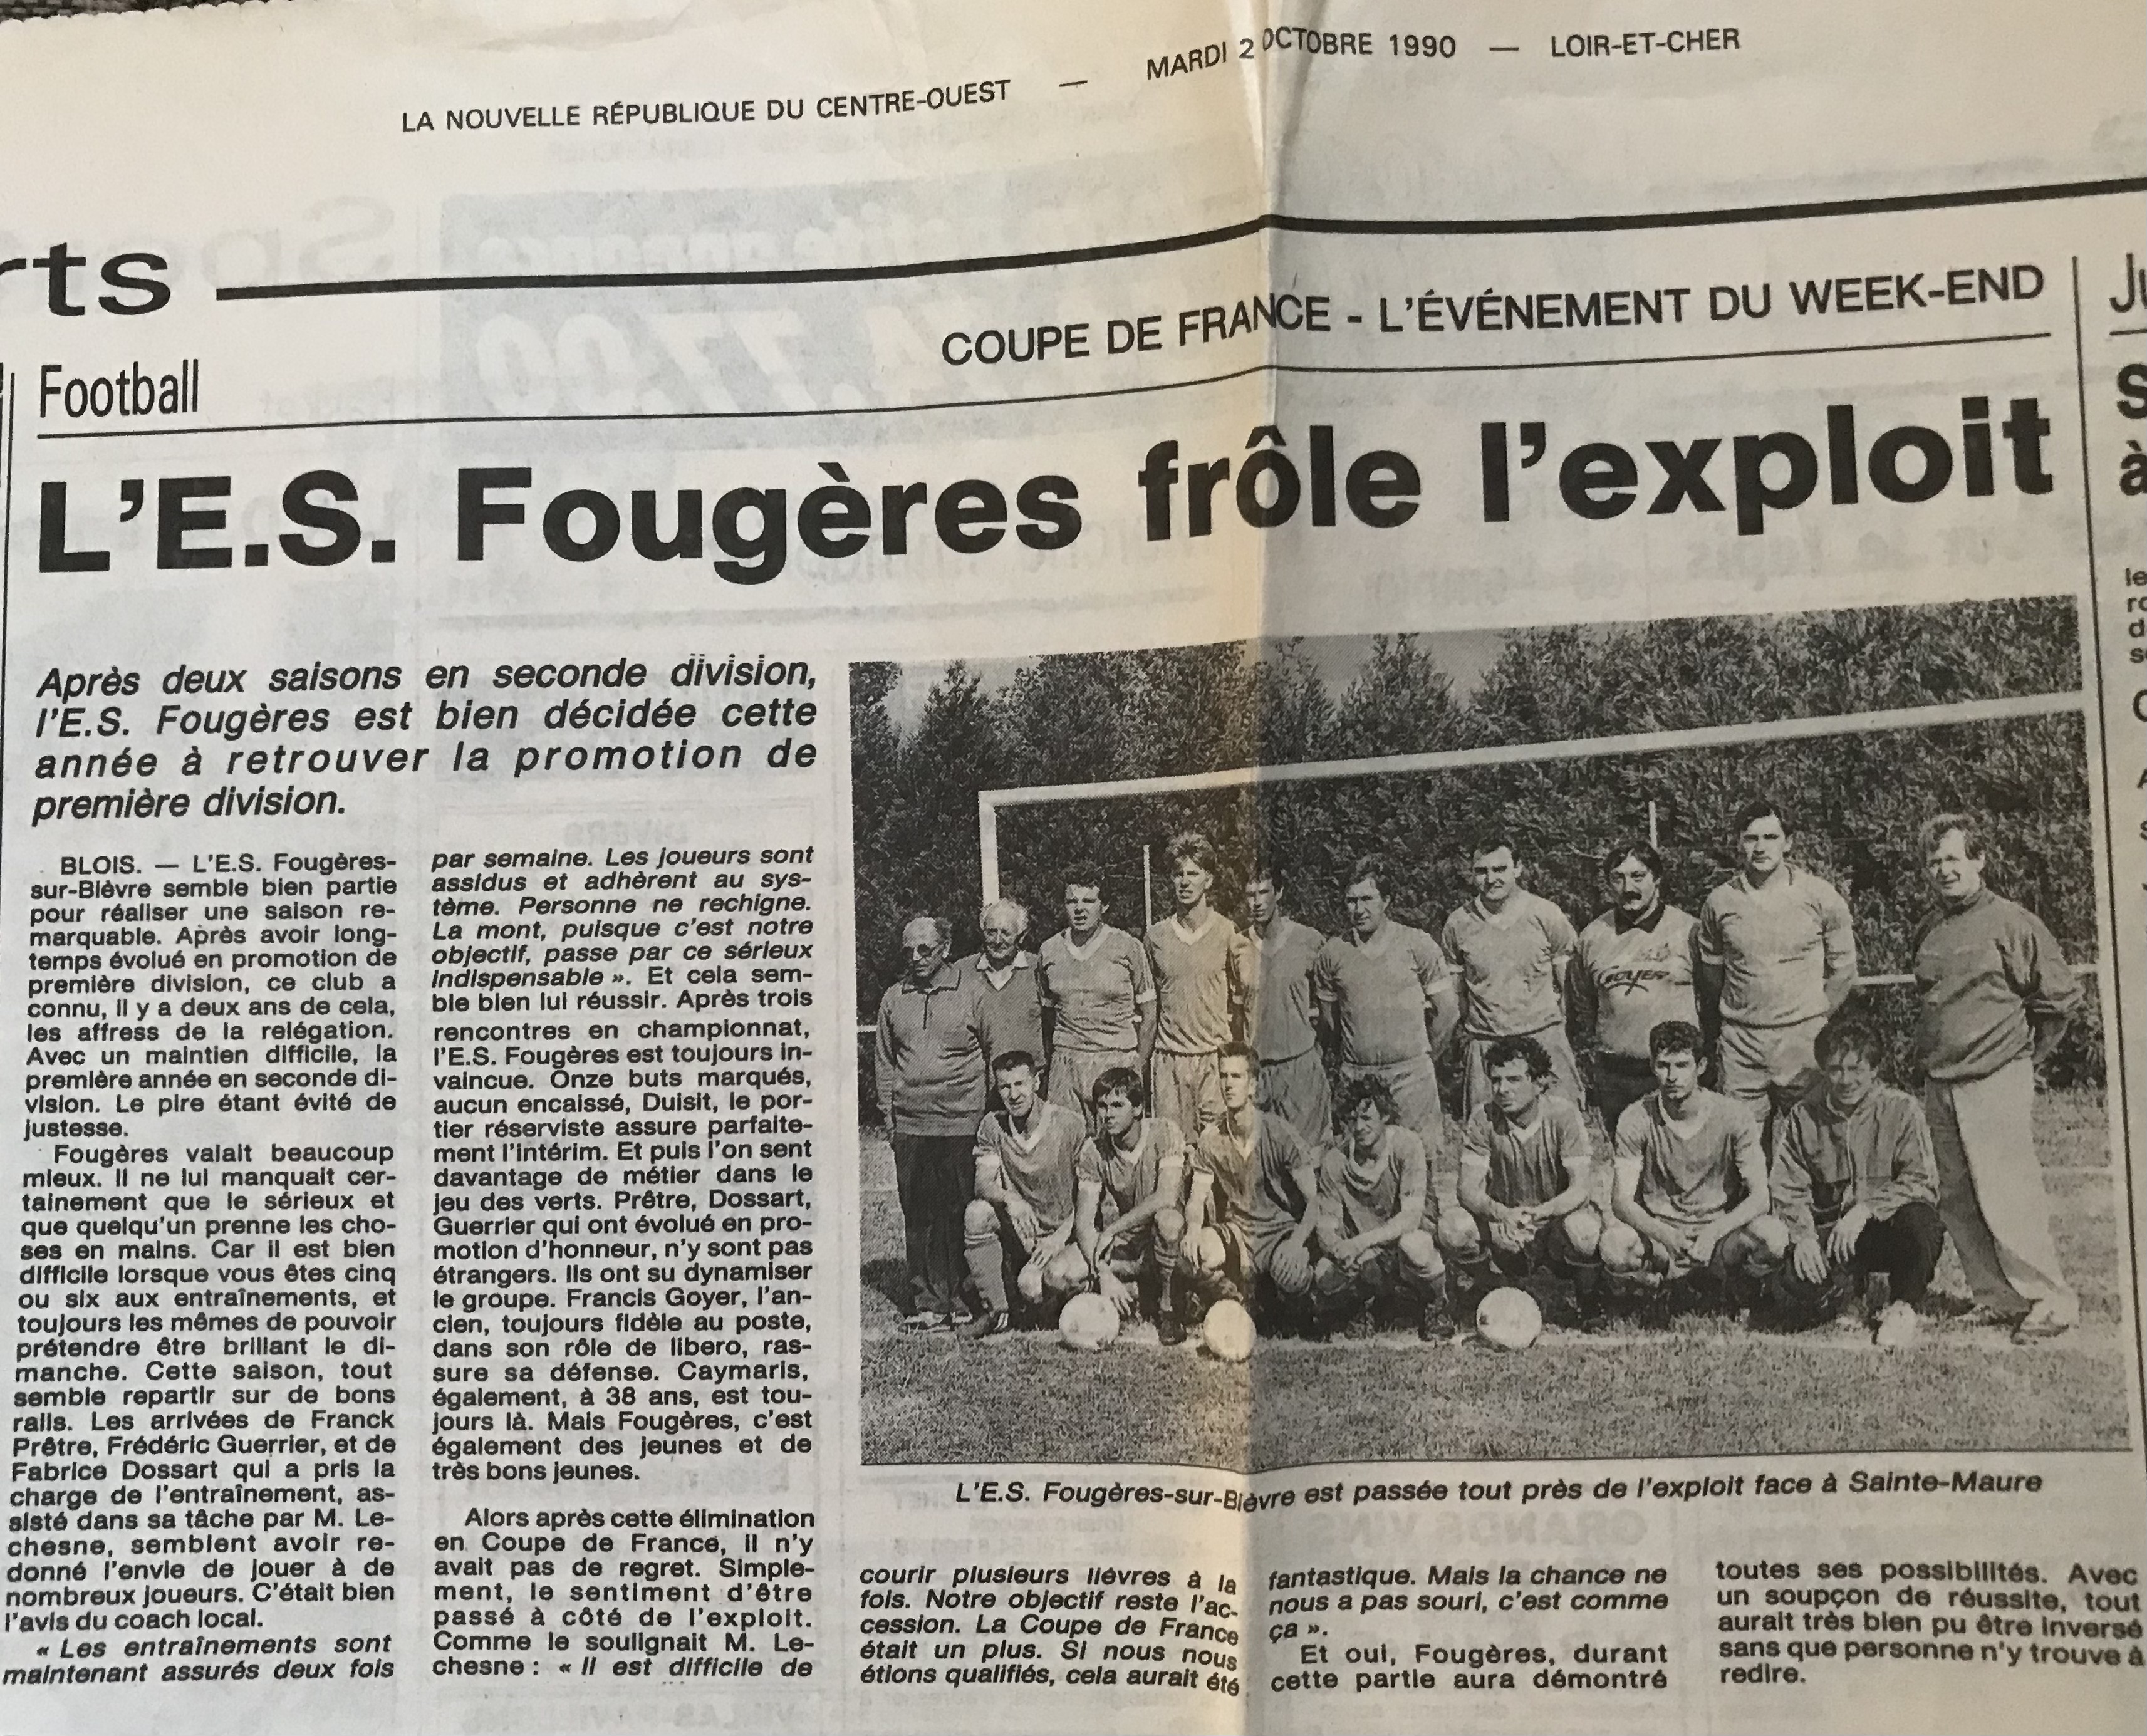 LA NOUVELLE RÉPUBLIQUE DU CENTRE-OUEST — MARDI 2 OCTOBRE 1990 — LOIR-ET-CHER
rts
Football
COUPE DE FRANCE - L'ÉVÉNEMENT DU WEEK-END
L'E.S. Fougères frôle l'exploit
Après deux saisons en seconde division,
l'E.S. Fougères est bien décidée cette
année à retrouver la promotion de
première division.
BLOIS. — L'E.S. Fougères-
sur-Bièvre semble bien partie
pour réaliser une saison re-
marquable. Après avoir long-
temps évolué en promotion de
première division, ce club a
connu, il y a deux ans de cela,
les affress de la relégation.
Avec un maintien difficile, la
première année en seconde di-
vision. Le pire étant évité de
justesse.
Fougères valait beaucoup
mieux. Il ne lui manquait cer-
tainement que le sérieux et
que quelqu'un prenne les cho-
ses en mains. Car il est bien
difficile lorsque vous êtes cinq
ou six aux entraînements, et
toujours les mêmes de pouvoir
prétendre être brillant le di-
manche. Cette saison, tout
semble repartir sur de bons
rails. Les arrivées de Franck
Prêtre, Frédéric Guerrier, et de
Fabrice Dossart qui a pris la
charge de l'entraînement, as-
sisté dans sa tâche par M. Le-
chesne, semblent avoir re-
donné l'envie de jouer à de
nombreux joueurs. C'était bien
l'avis du coach local.
« Les entraînements sont
maintenant assurés deux fois
par semaine. Les joueurs sont
assidus et adhèrent au sys-
tème. Personne ne rechigne.
La mont, puisque c'est notre
objectif, passe par ce sérieux
indispensable ». Et cela sem-
ble bien lui réussir. Après trois
rencontres en championnat,
l'E.S. Fougères est toujours in-
vaincue. Onze buts marqués,
aucun encaissé, Duisit, le por-
tier réserviste assure parfaite-
ment l'intérim. Et puis l'on sent
davantage de métier dans le
jeu des verts. Prêtre, Dossart,
Guerrier qui ont évolué en pro-
motion d'honneur, n'y sont pas
étrangers. Ils ont su dynamiser
le groupe. Francis Goyer, l'an-
cien, toujours fidèle au poste,
dans son rôle de libero, ras-
sure sa défense. Caymaris,
également, à 38 ans, est tou-
jours là. Mais Fougères, c'est
également des jeunes et de
très bons jeunes.
Alors après cette élimination
en Coupe de France, il n'y
avait pas de regret. Simple-
ment, le sentiment d'être
passé à côté de l'exploit.
Comme le soulignait M. Le-
chesne : « Il est difficile de
GOYER
L'E.S. Fougères-sur-Bièvre est passée tout près de l'exploit face à Sainte-Maure
courir plusieurs lièvres à la
fois. Notre objectif reste l'ac-
cession. La Coupe de France
était un plus. Si nous nous
étions qualifiés, cela aurait été
fantastique. Mais la chance ne
nous a pas souri, c'est comme
ça ».
Et oui, Fougères, durant
cette partie aura démontré
toutes ses possibilités. Avec
un soupçon de réussite, tout
aurait très bien pu être inversé
sans que personne n'y trouve à
redire.